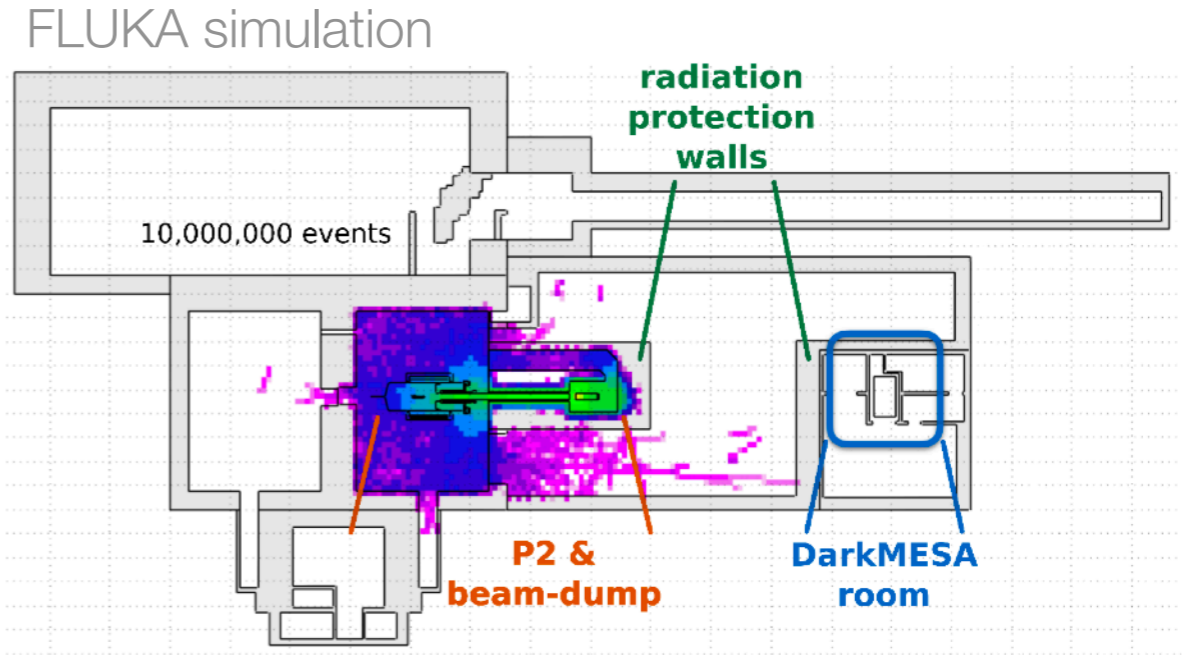 FLUKA simulation
radiation
protection
walls
10,000,000 events
P2 &
beam-dump
DarkMESA
room